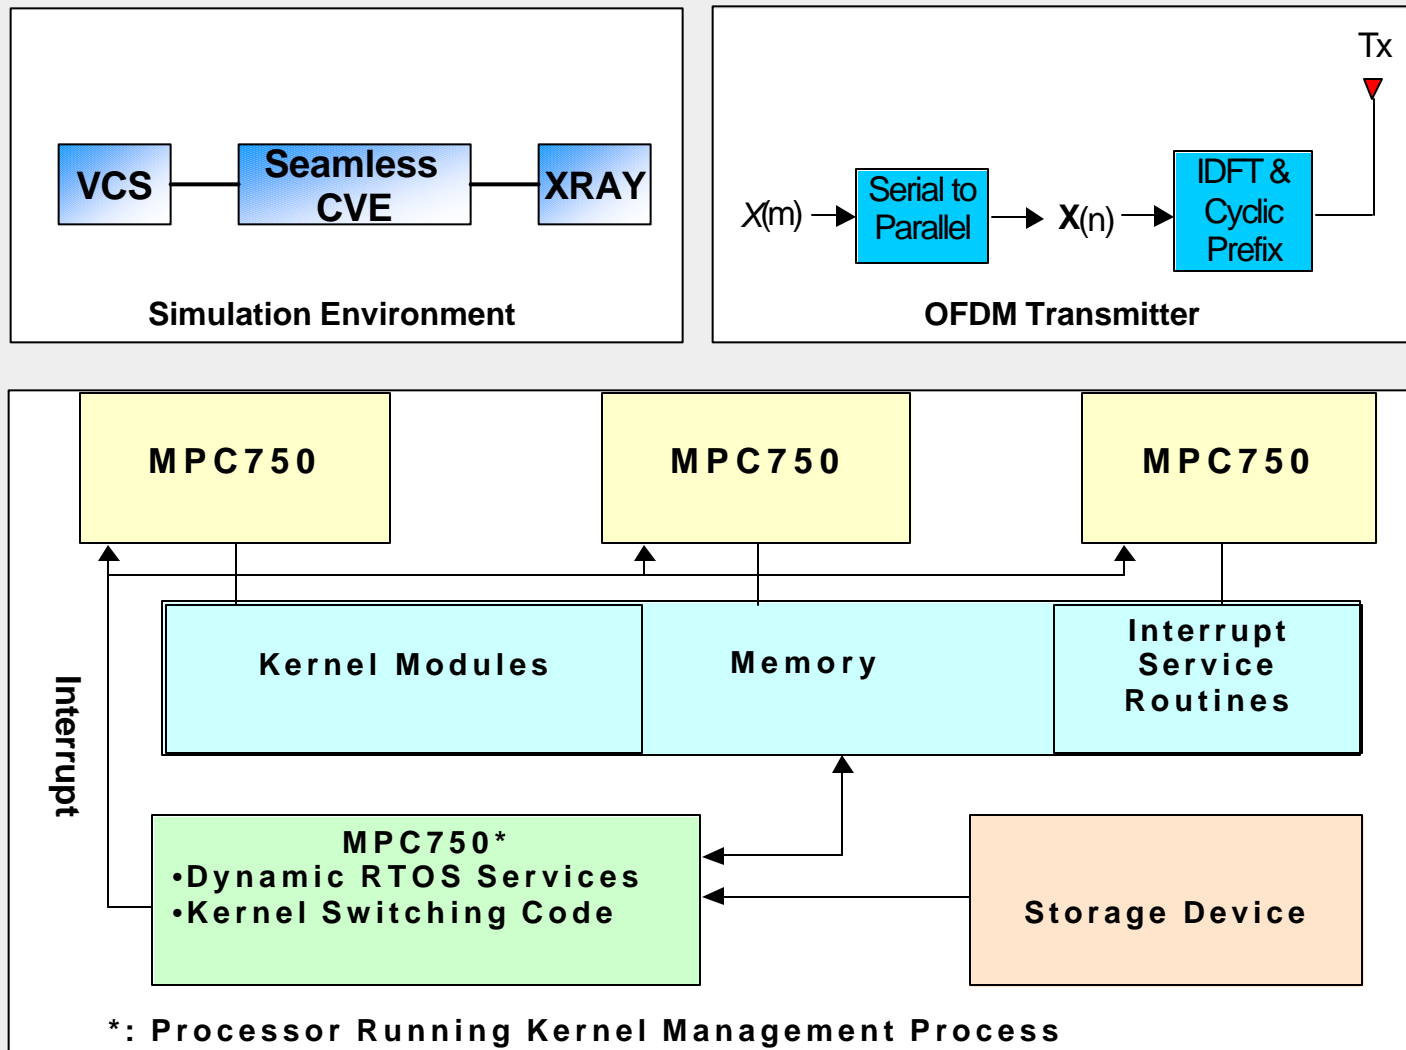 VCS
Seamless
CVE
XRAY
Simulation Environment
Tx
X(m)
Serial to
Parallel
X(n)
IDFT &
Cyclic
Prefix
OFDM Transmitter
MPC750
MPC750
MPC750
Kernel Modules
Memory
Interrupt
Service
Routines
Interrupt
MPC750*
•Dynamic RTOS Services
•Kernel Switching Code
Storage Device
*: Processor Running Kernel Management Process